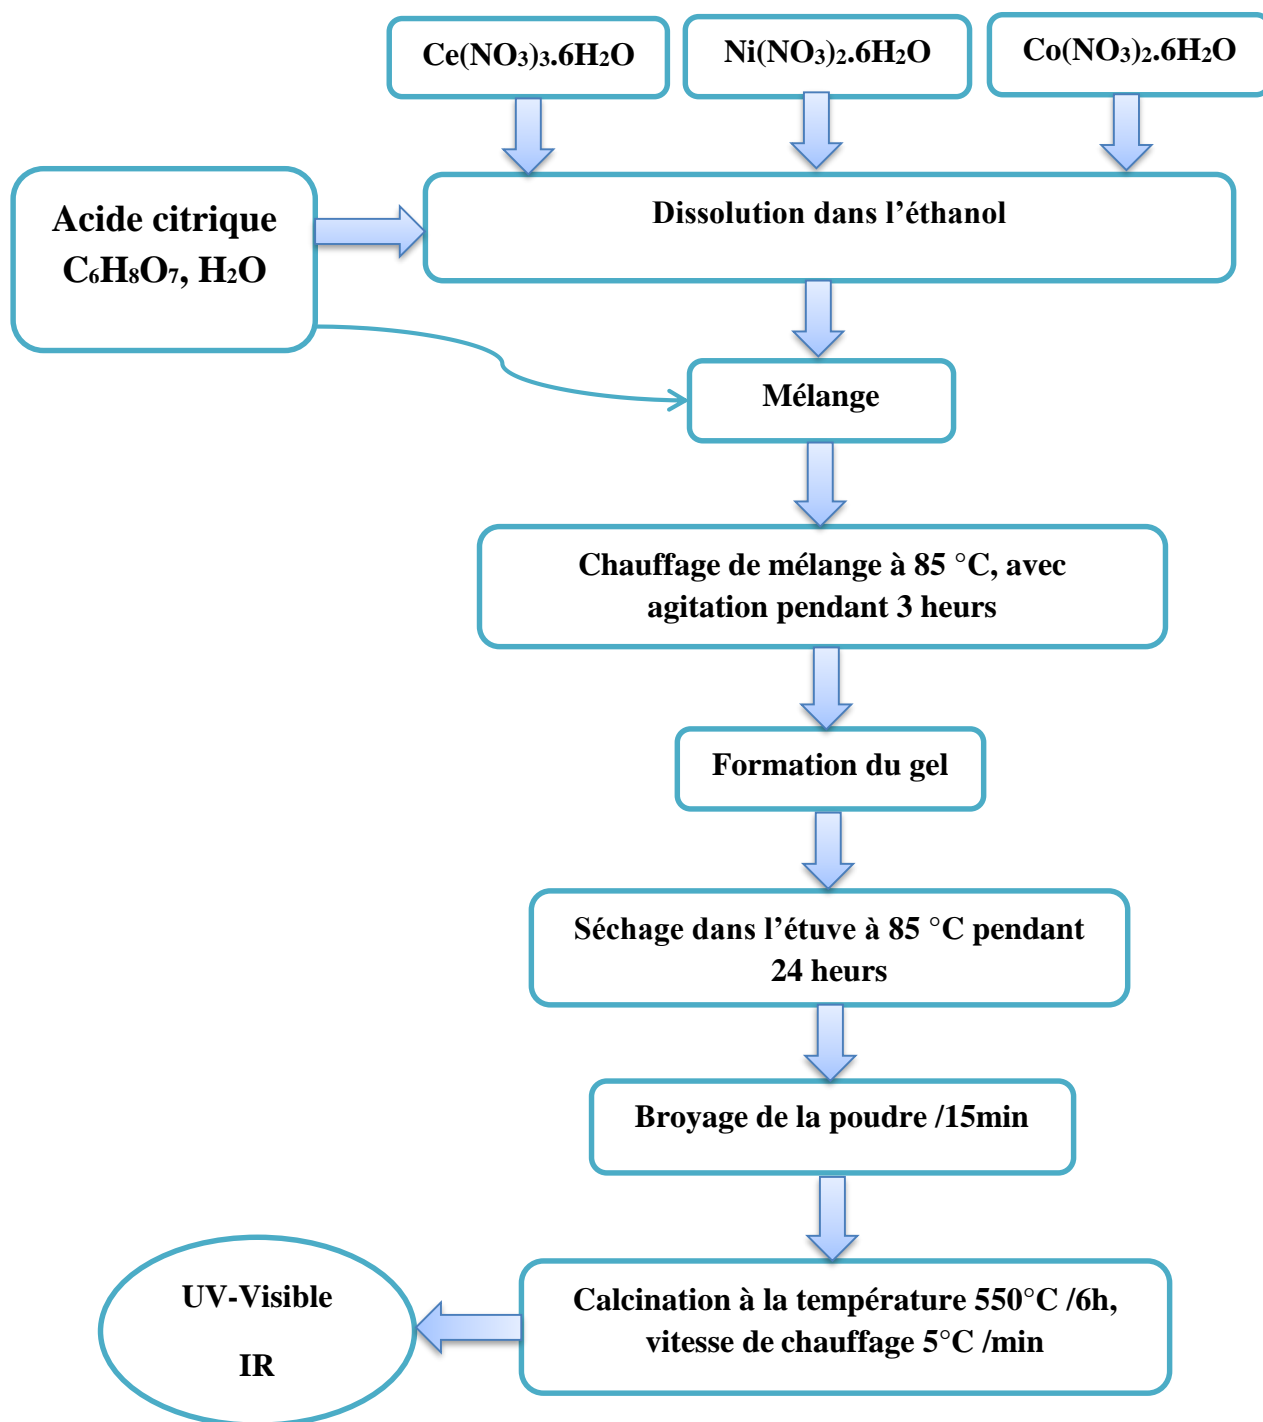 Ce(NO₃)₃.6H₂O
Ni(NO₃)₂.6H₂O
Co(NO₃)₂.6H₂O
Acide citrique
C₆H₈O₇, H₂O
Dissolution dans l’éthanol
Mélange
Chauffage de mélange à 85 °C, avec
agitation pendant 3 heurs
Formation du gel
Séchage dans l’étuve à 85 °C pendant
24 heurs
Broyage de la poudre /15min
Calcination à la température 550°C /6h,
vitesse de chauffage 5°C /min
UV-Visible
IR